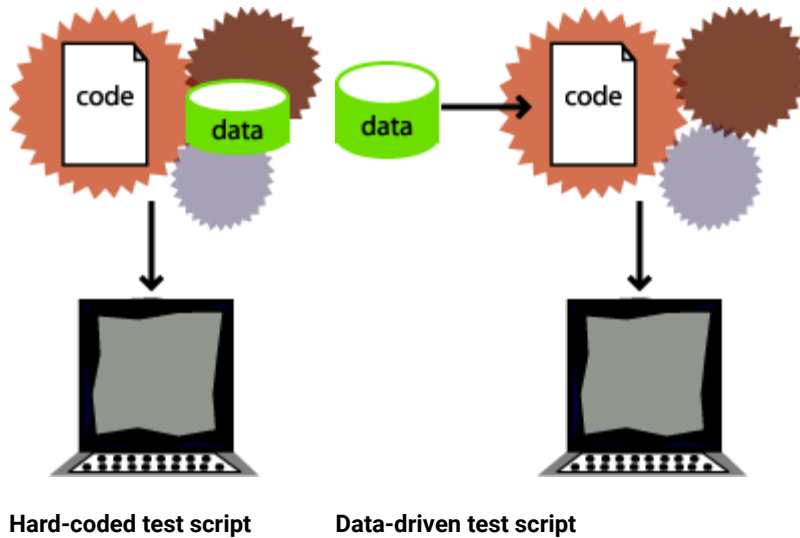 code
data
data
code
Hard-coded test script
Data-driven test script